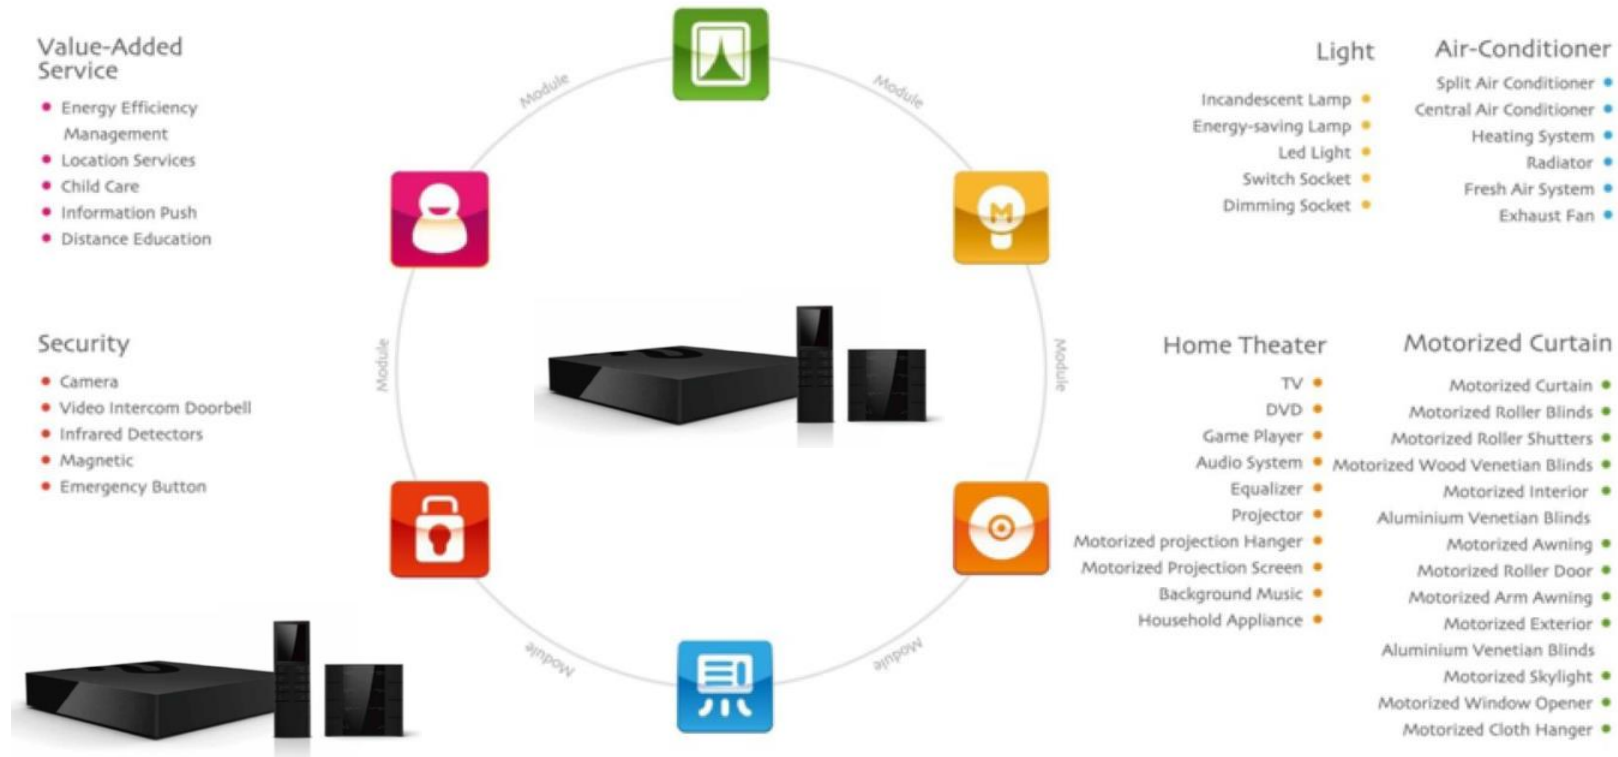 Value-Added
Service
Energy Efficiency
Management
Location Services
Child Care
Information Push
Distance Education
Security
Camera
Video Intercom Doorbell
Infrared Detectors
Magnetic
Emergency Button
Module
Module
Module
Module
Module
Module
Light
Incandescent Lamp
Energy-saving Lamp
Led Light
Switch Socket
Dimming Socket
Air-Conditioner
Split Air Conditioner
Central Air Conditioner
Heating System
Radiator
Fresh Air System
Exhaust Fan
Home Theater
TV
DVD
Game Player
Audio System
Equalizer
Projector
Motorized projection Hanger
Motorized Projection Screen
Background Music
Household Appliance
Motorized Curtain
Motorized Curtain
Motorized Roller Blinds
Motorized Roller Shutters
Motorized Wood Venetian Blinds
Motorized Interior
Aluminium Venetian Blinds
Motorized Awning
Motorized Roller Door
Motorized Arm Awning
Motorized Exterior
Aluminium Venetian Blinds
Motorized Skylight
Motorized Window Opener
Motorized Cloth Hanger